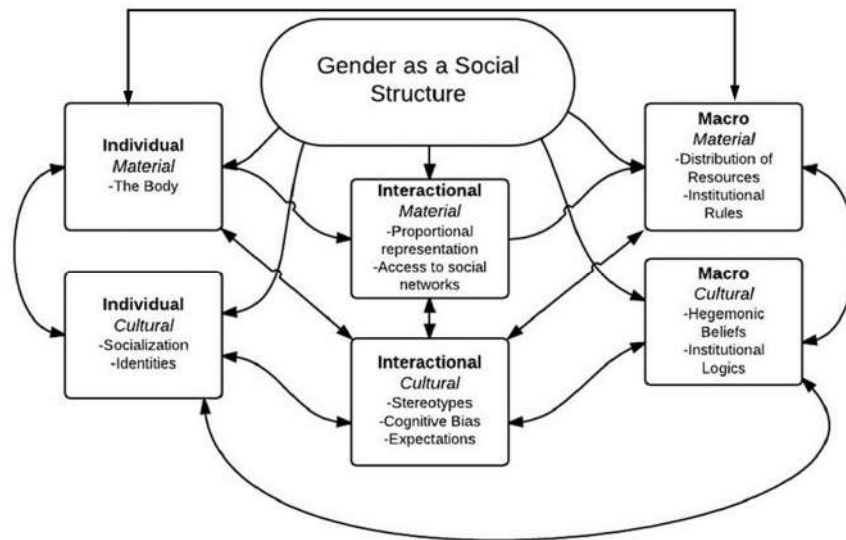 Gender as a Social
Structure
Individual
Material
-The Body
Individual
Cultural
-Socialization
-Identities
Interactional
Material
-Proportional
representation
-Access to social
networks
Interactional
Cultural
-Stereotypes
-Cognitive Bias
-Expectations
Macro
Material
-Distribution of
Resources
-Institutional
Rules
Macro
Cultural
-Hegemonic
Beliefs
-Institutional
Logics